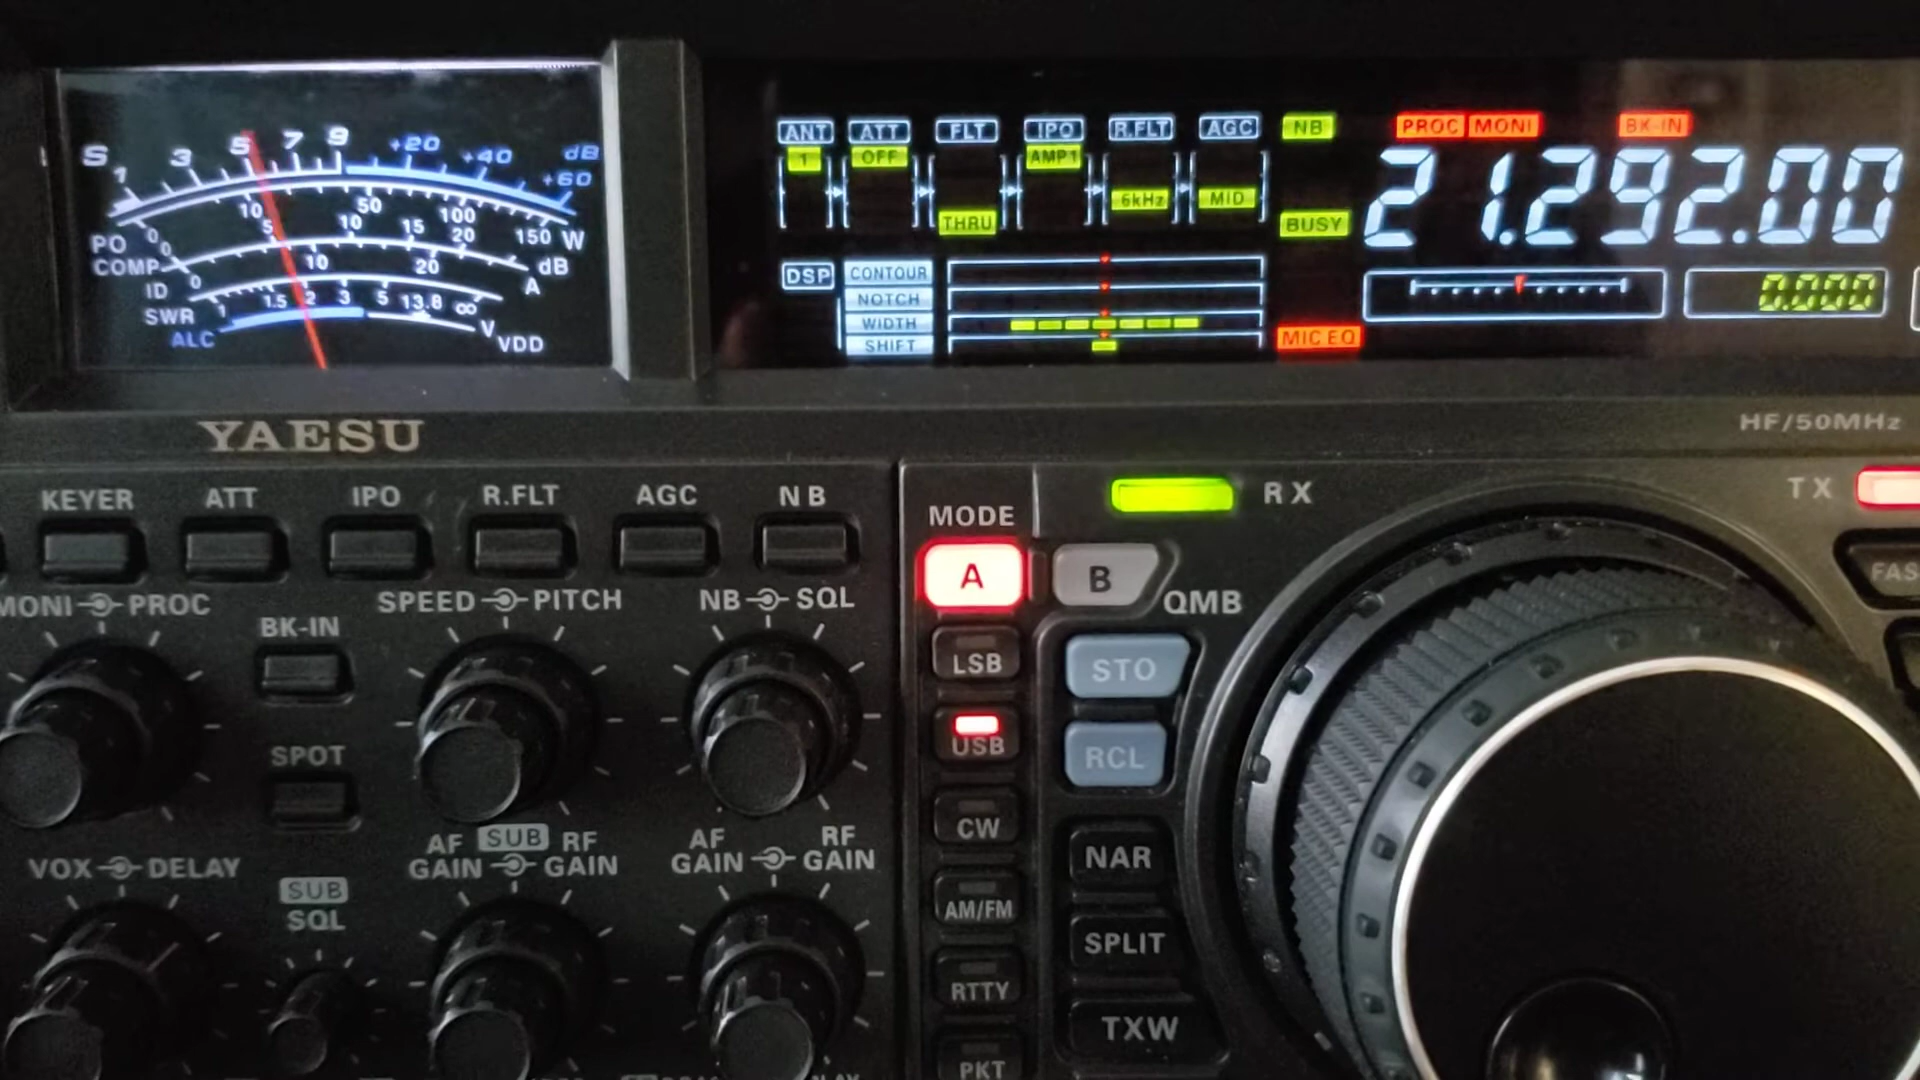 S 1 3 5 7 9 +20 +40 +60 dB
PO 0 10 50 100 150 W
COMP 0 5 10 15 20 dB
ID 0 10 20 A
SWR 1 1.5 2 3 5 ∞
13.8 V VDD
ALC
ANT ATT FLT IPO R.FLT AGC
1 OFF THRU AMP1 6kHz MID
NB
BUSY
PROC MONI BK-IN
21.292.00
DSP CONTOUR
NOTCH
WIDTH
SHIFT
MIC EQ
0.000
YAESU
HF/50MHz
KEYER ATT IPO R.FLT AGC NB
MODE
RX
TX
A B
QMB
FAS
MONI PROC
BK-IN
SPEED PITCH
NB SQL
LSB
STO
USB
RCL
SPOT
CW
NAR
VOX DELAY
SUB
SQL
AF GAIN SUB RF GAIN
AF GAIN RF GAIN
AM/FM
SPLIT
RTTY
TXW
PKT